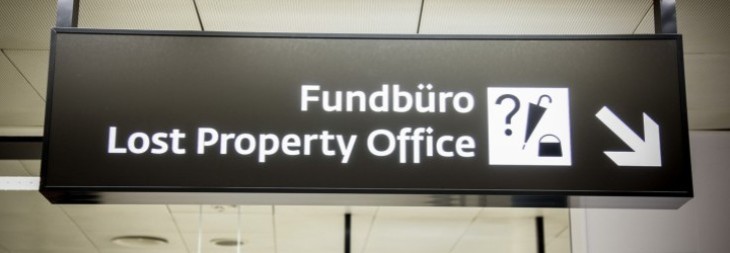 Fundbüro
Lost Property Office
?